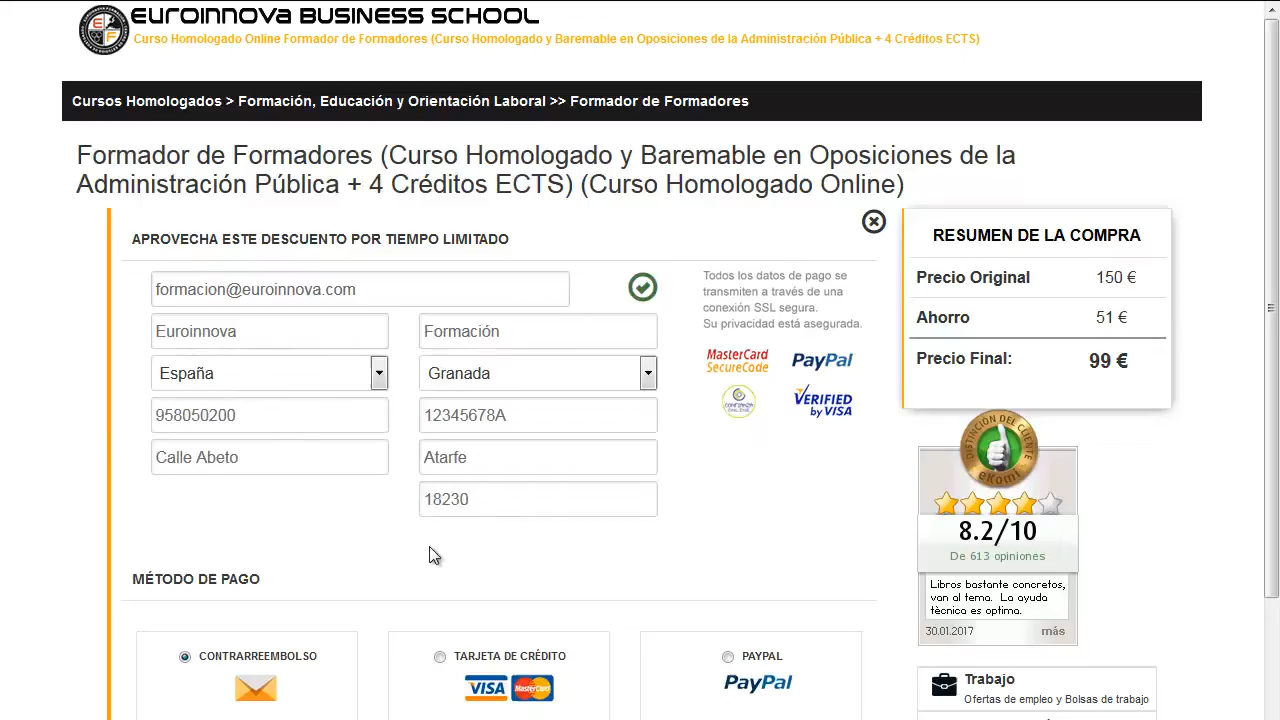 EUROINNOVA BUSINESS SCHOOL
Curso Homologado Online Formador de Formadores (Curso Homologado y Baremable en Oposiciones de la Administración Pública + 4 Créditos ECTS)
Cursos Homologados > Formación, Educación y Orientación Laboral >> Formador de Formadores
Formador de Formadores (Curso Homologado y Baremable en Oposiciones de la
Administración Pública + 4 Créditos ECTS) (Curso Homologado Online)
APROVECHA ESTE DESCUENTO POR TIEMPO LIMITADO
formacion@euroinnova.com
Euroinnova
Formación
España
Granada
958050200
12345678A
Calle Abeto
Atarfe
18230
Todos los datos de pago se
transmiten a través de una
conexión SSL segura.
Su privacidad está asegurada.
MasterCard
SecureCode
PayPal
CONFIANZA
ONLINE
VERIFIED
by VISA
MÉTODO DE PAGO
CONTRARREEMBOLSO
TARJETA DE CRÉDITO
VISA
MasterCard
PAYPAL
PayPal
RESUMEN DE LA COMPRA
Precio Original 150 €
Ahorro 51 €
Precio Final: 99 €
DISTINCIÓN DEL CLIENTE
eKomi
8.2/10
De 613 opiniones
Libros bastante concretos,
van al tema. La ayuda
tècnica es optima.
30.01.2017 más
Trabajo
Ofertas de empleo y Bolsas de trabajo